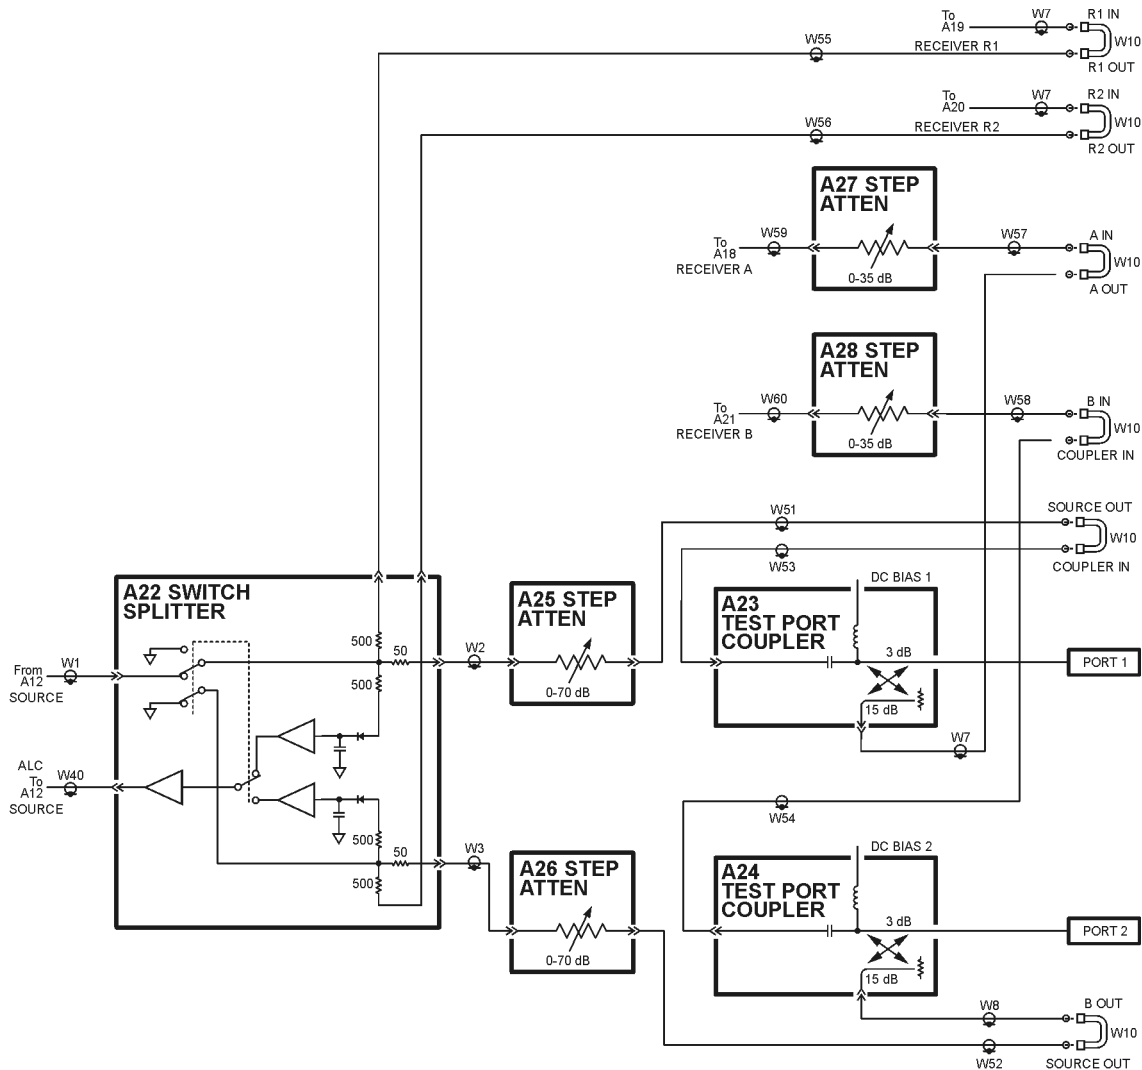 To
A19
W7
R1 IN
W55
RECEIVER R1
W10
R1 OUT
To
A20
W7
R2 IN
W56
RECEIVER R2
W10
R2 OUT
A27 STEP
ATTEN
W59
To
A18
RECEIVER A
0-35 dB
W57
A IN
W10
A OUT
A28 STEP
ATTEN
W60
To
A21
RECEIVER B
0-35 dB
W58
B IN
W10
COUPLER IN
SOURCE OUT
W51
W10
W53
COUPLER IN
A22 SWITCH
SPLITTER
From
A12
SOURCE
W1
500
50
500
W2
A25 STEP
ATTEN
0-70 dB
DC BIAS 1
A23
TEST PORT
COUPLER
3 dB
15 dB
PORT 1
W7
ALC
To
A12
SOURCE
W40
500
50
500
W3
W54
A26 STEP
ATTEN
0-70 dB
DC BIAS 2
A24
TEST PORT
COUPLER
3 dB
15 dB
PORT 2
W8
B OUT
W10
W52
SOURCE OUT